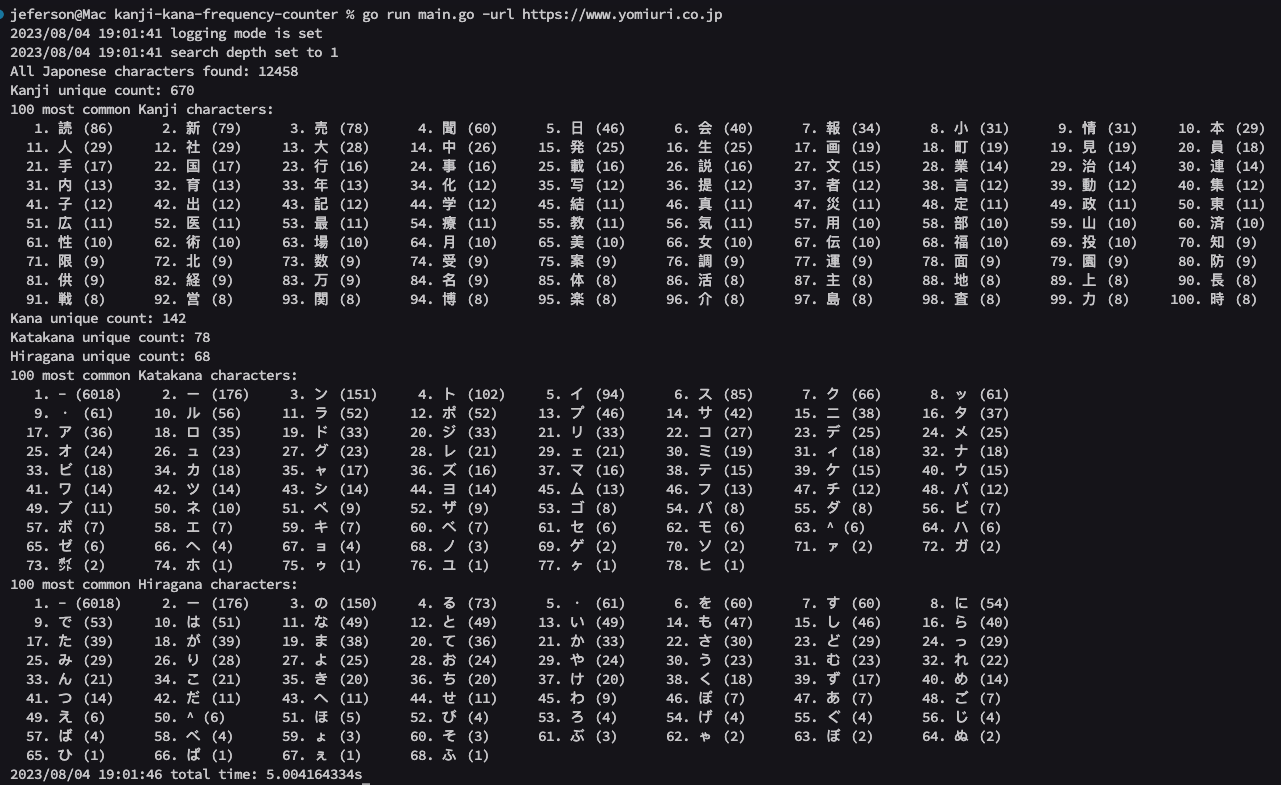 jeferson@Mac kanji-kana-frequency-counter % go run main.go -url https://www.yomiuri.co.jp
2023/08/04 19:01:41 logging mode is set
2023/08/04 19:01:41 search depth set to 1
All Japonese characters found: 12458
Kanji unique count: 670
100 most common Kanji characters:
1. 読 (86) 2. 新 (79) 3. 売 (78) 4. 聞 (60) 5. 日 (46) 6. 会 (40) 7. 報 (34) 8. 小 (31) 9. 情 (31) 10. 本 (29)
11. 人 (29) 12. 社 (29) 13. 大 (28) 14. 中 (26) 15. 発 (25) 16. 生 (25) 17. 画 (19) 18. 町 (19) 19. 見 (19) 20. 員 (18)
21. 手 (17) 22. 国 (17) 23. 行 (16) 24. 事 (16) 25. 載 (16) 26. 説 (16) 27. 文 (15) 28. 業 (14) 29. 治 (14) 30. 連 (14)
31. 内 (13) 32. 育 (13) 33. 年 (13) 34. 化 (12) 35. 写 (12) 36. 提 (12) 37. 者 (12) 38. 言 (12) 39. 動 (12) 40. 集 (12)
41. 子 (12) 42. 出 (12) 43. 記 (12) 44. 学 (12) 45. 結 (11) 46. 真 (11) 47. 災 (11) 48. 定 (11) 49. 政 (11) 50. 東 (11)
51. 広 (11) 52. 医 (11) 53. 最 (11) 54. 療 (11) 55. 教 (11) 56. 気 (11) 57. 用 (10) 58. 部 (10) 59. 山 (10) 60. 済 (10)
61. 性 (10) 62. 術 (10) 63. 場 (10) 64. 月 (10) 65. 美 (10) 66. 女 (10) 67. 伝 (10) 68. 福 (10) 69. 投 (10) 70. 知 (9)
71. 限 (9) 72. 北 (9) 73. 数 (9) 74. 受 (9) 75. 案 (9) 76. 調 (9) 77. 運 (9) 78. 面 (9) 79. 園 (9) 80. 防 (9)
81. 供 (9) 82. 経 (9) 83. 万 (9) 84. 名 (9) 85. 体 (8) 86. 活 (8) 87. 主 (8) 88. 地 (8) 89. 上 (8) 90. 長 (8)
91. 戦 (8) 92. 営 (8) 93. 関 (8) 94. 博 (8) 95. 楽 (8) 96. 介 (8) 97. 島 (8) 98. 査 (8) 99. 力 (8) 100. 時 (8)
Kana unique count: 142
Katakana unique count: 78
Hiragana unique count: 68
100 most common Katakana characters:
1. - (6018) 2. ー (176) 3. ン (151) 4. ト (102) 5. イ (94) 6. ス (85) 7. ク (66) 8. ッ (61)
9. ・ (61) 10. ル (56) 11. ラ (52) 12. ポ (52) 13. プ (46) 14. サ (42) 15. ニ (38) 16. タ (37)
17. ア (36) 18. ロ (35) 19. ド (33) 20. ジ (33) 21. リ (33) 22. コ (27) 23. デ (25) 24. メ (25)
25. オ (24) 26. ュ (23) 27. グ (23) 28. レ (21) 29. ェ (21) 30. ミ (19) 31. ィ (18) 32. ナ (18)
33. ビ (18) 34. カ (18) 35. ャ (17) 36. ズ (16) 37. マ (16) 38. テ (15) 39. ケ (15) 40. ウ (15)
41. ワ (14) 42. ツ (14) 43. シ (14) 44. ヨ (14) 45. ム (13) 46. フ (13) 47. チ (12) 48. パ (12)
49. ブ (11) 50. ネ (10) 51. ペ (9) 52. ザ (9) 53. ゴ (8) 54. バ (8) 55. ダ (8) 56. ピ (7)
57. ボ (7) 58. エ (7) 59. キ (7) 60. ベ (7) 61. セ (6) 62. モ (6) 63. ^ (6) 64. ハ (6)
65. ゼ (6) 66. ヘ (4) 67. ョ (4) 68. ノ (3) 69. ゲ (2) 70. ソ (2) 71. ァ (2) 72. ガ (2)
73. (2) 74. ホ (1) 75. ゥ (1) 76. ユ (1) 77. ヶ (1) 78. ヒ (1)
100 most common Hiragana characters:
1. - (6018) 2. ー (176) 3. の (150) 4. る (73) 5. ・ (61) 6. を (60) 7. す (60) 8. に (54)
9. で (53) 10. は (51) 11. な (49) 12. と (49) 13. い (49) 14. も (47) 15. し (46) 16. ら (40)
17. た (39) 18. が (39) 19. ま (38) 20. て (36) 21. か (33) 22. さ (30) 23. ど (29) 24. っ (29)
25. み (29) 26. り (28) 27. よ (25) 28. お (24) 29. や (24) 30. う (23) 31. む (23) 32. れ (22)
33. ん (21) 34. こ (21) 35. き (20) 36. ち (20) 37. け (20) 38. く (18) 39. ず (17) 40. め (14)
41. つ (14) 42. だ (11) 43. へ (11) 44. せ (11) 45. わ (9) 46. ぽ (7) 47. あ (7) 48. ご (7)
49. え (6) 50. ^ (6) 51. ほ (5) 52. び (4) 53. ろ (4) 54. げ (4) 55. ぐ (4) 56. じ (4)
57. ば (4) 58. べ (4) 59. ょ (3) 60. そ (3) 61. ぶ (3) 62. ゃ (2) 63. ぼ (2) 64. ぬ (2)
65. ひ (1) 66. ぱ (1) 67. ぇ (1) 68. ふ (1)
2023/08/04 19:01:46 total time: 5.004164334s